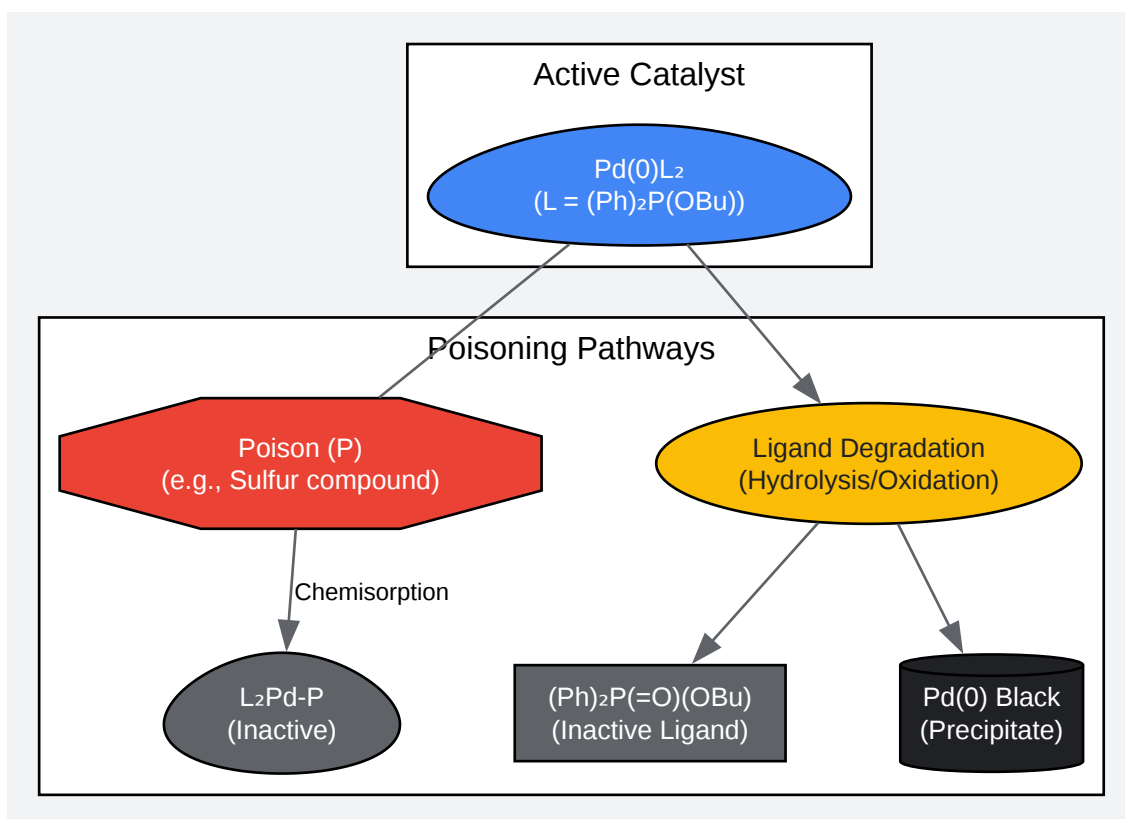 Active Catalyst
Pd(0)L₂
(L = (Ph)₂P(OBu))
Poisoning Pathways
Poison (P)
(e.g., Sulfur compound)
Ligand Degradation
(Hydrolysis/Oxidation)
Chemisorption
L₂Pd-P
(Inactive)
(Ph)₂P(=O)(OBu)
(Inactive Ligand)
Pd(0) Black
(Precipitate)